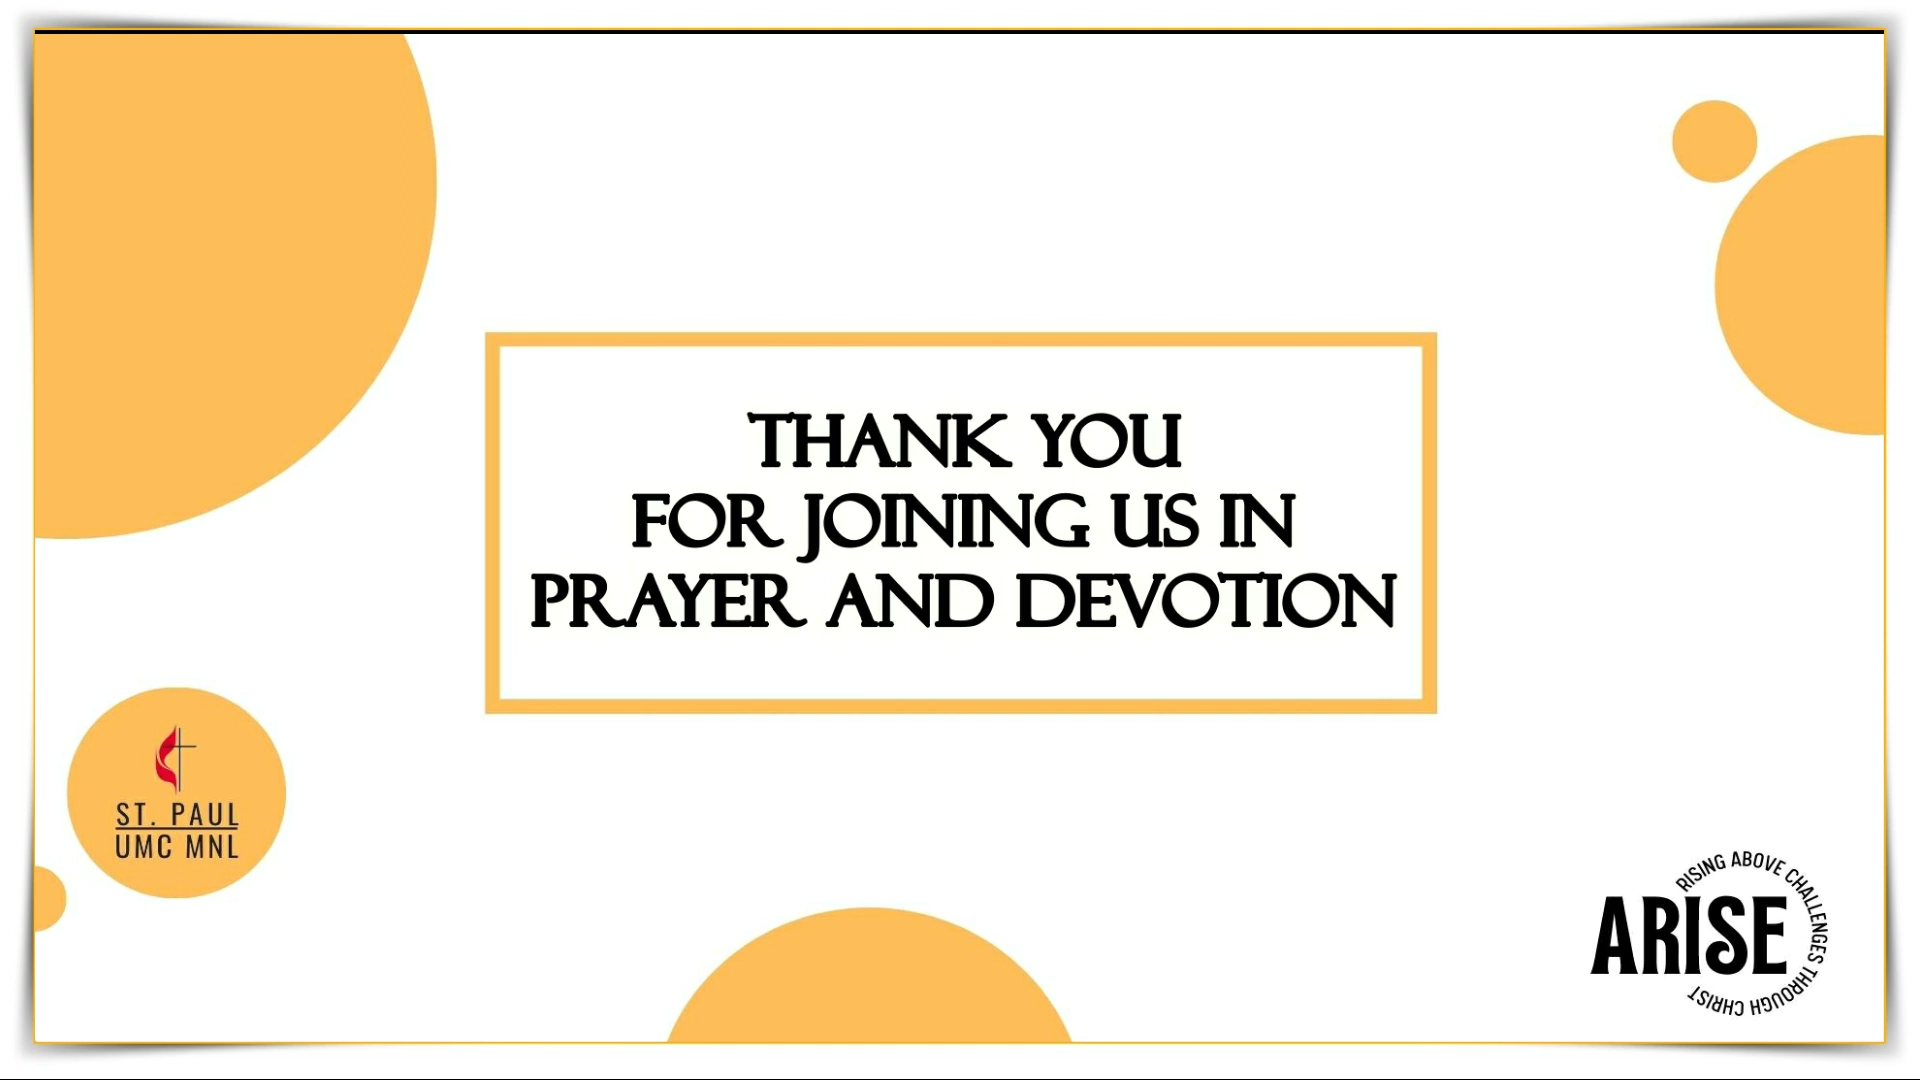 THANK YOU
FOR JOINING US IN
PRAYER AND DEVOTION
ST. PAUL
UMC MNL
RISING ABOVE CHALLENGES THROUGH CHRIST
ARISE